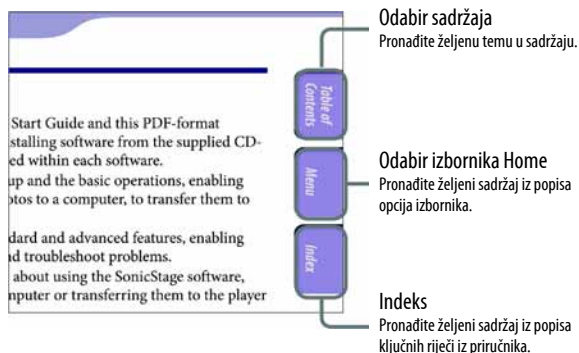 Odabir sadržaja
Pronađite željenu temu u sadržaju.
Table of
Contents
Start Guide and this PDF-format
stalling software from the supplied CD-
ed within each software.
up and the basic operations, enabling
otos to a computer, to transfer them to
dard and advanced features, enabling
d troubleshoot problems.
about using the SonicStage software,
nputer or transferring them to the player
Menu
Odabir izbornika Home
Pronađite željeni sadržaj iz popisa
opcija izbornika.
Index
Indeks
Pronađite željeni sadržaj iz popisa
ključnih riječi iz priručnika.